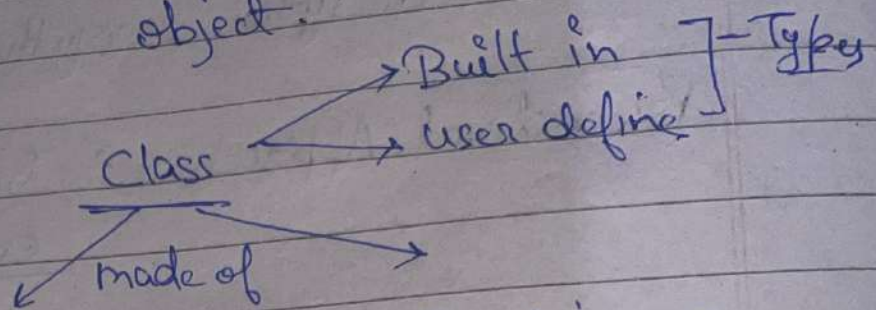 object.
Built in
Types
user define
Class
made of